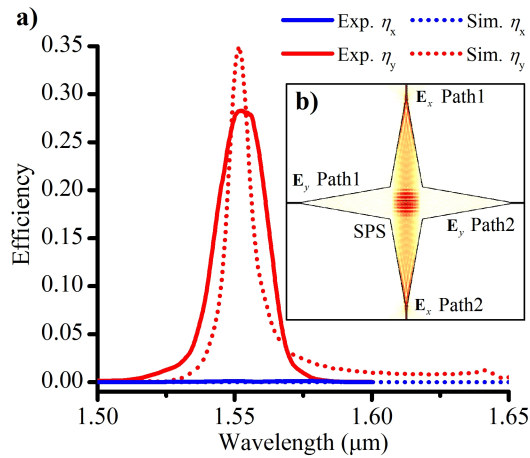 a)
Exp. ηx
Sim. ηx
Exp. ηy
Sim. ηy
0.35
0.30
0.25
0.20
0.15
0.10
0.05
0.00
Efficiency
b)
Ex Path1
Ey Path1
SPS
Ey Path2
Ex Path2
1.50
1.55
1.60
1.65
Wavelength (μm)